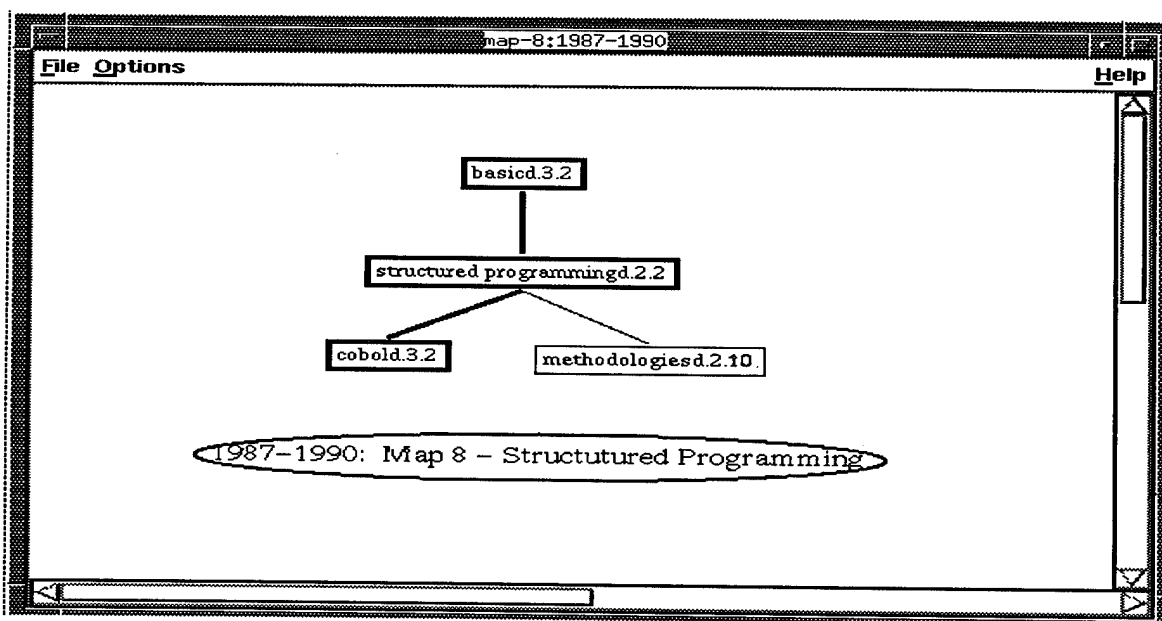 map-8:1987-1990
File Options Help
basicd.3.2
structured programmingd.2.2
cobold.3.2 methodologiesd.2.10.
1987-1990: Map 8 - Structutured Programming